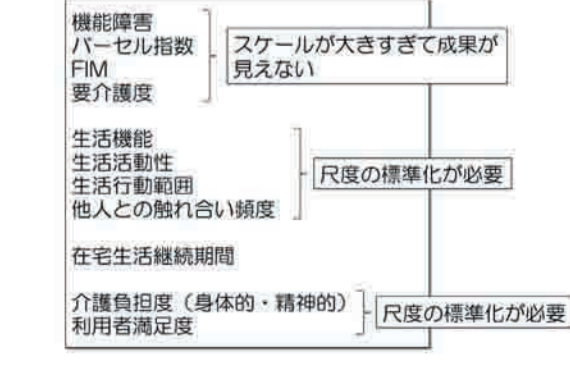 機能障害
バーセル指数
FIM
要介護度
スケールが大きすぎて成果が
見えない
生活機能
生活活動性
生活行動範囲
他人との触れ合い頻度
尺度の標準化が必要
在宅生活継続期間
介護負担度（身体的・精神的）
利用者満足度
尺度の標準化が必要